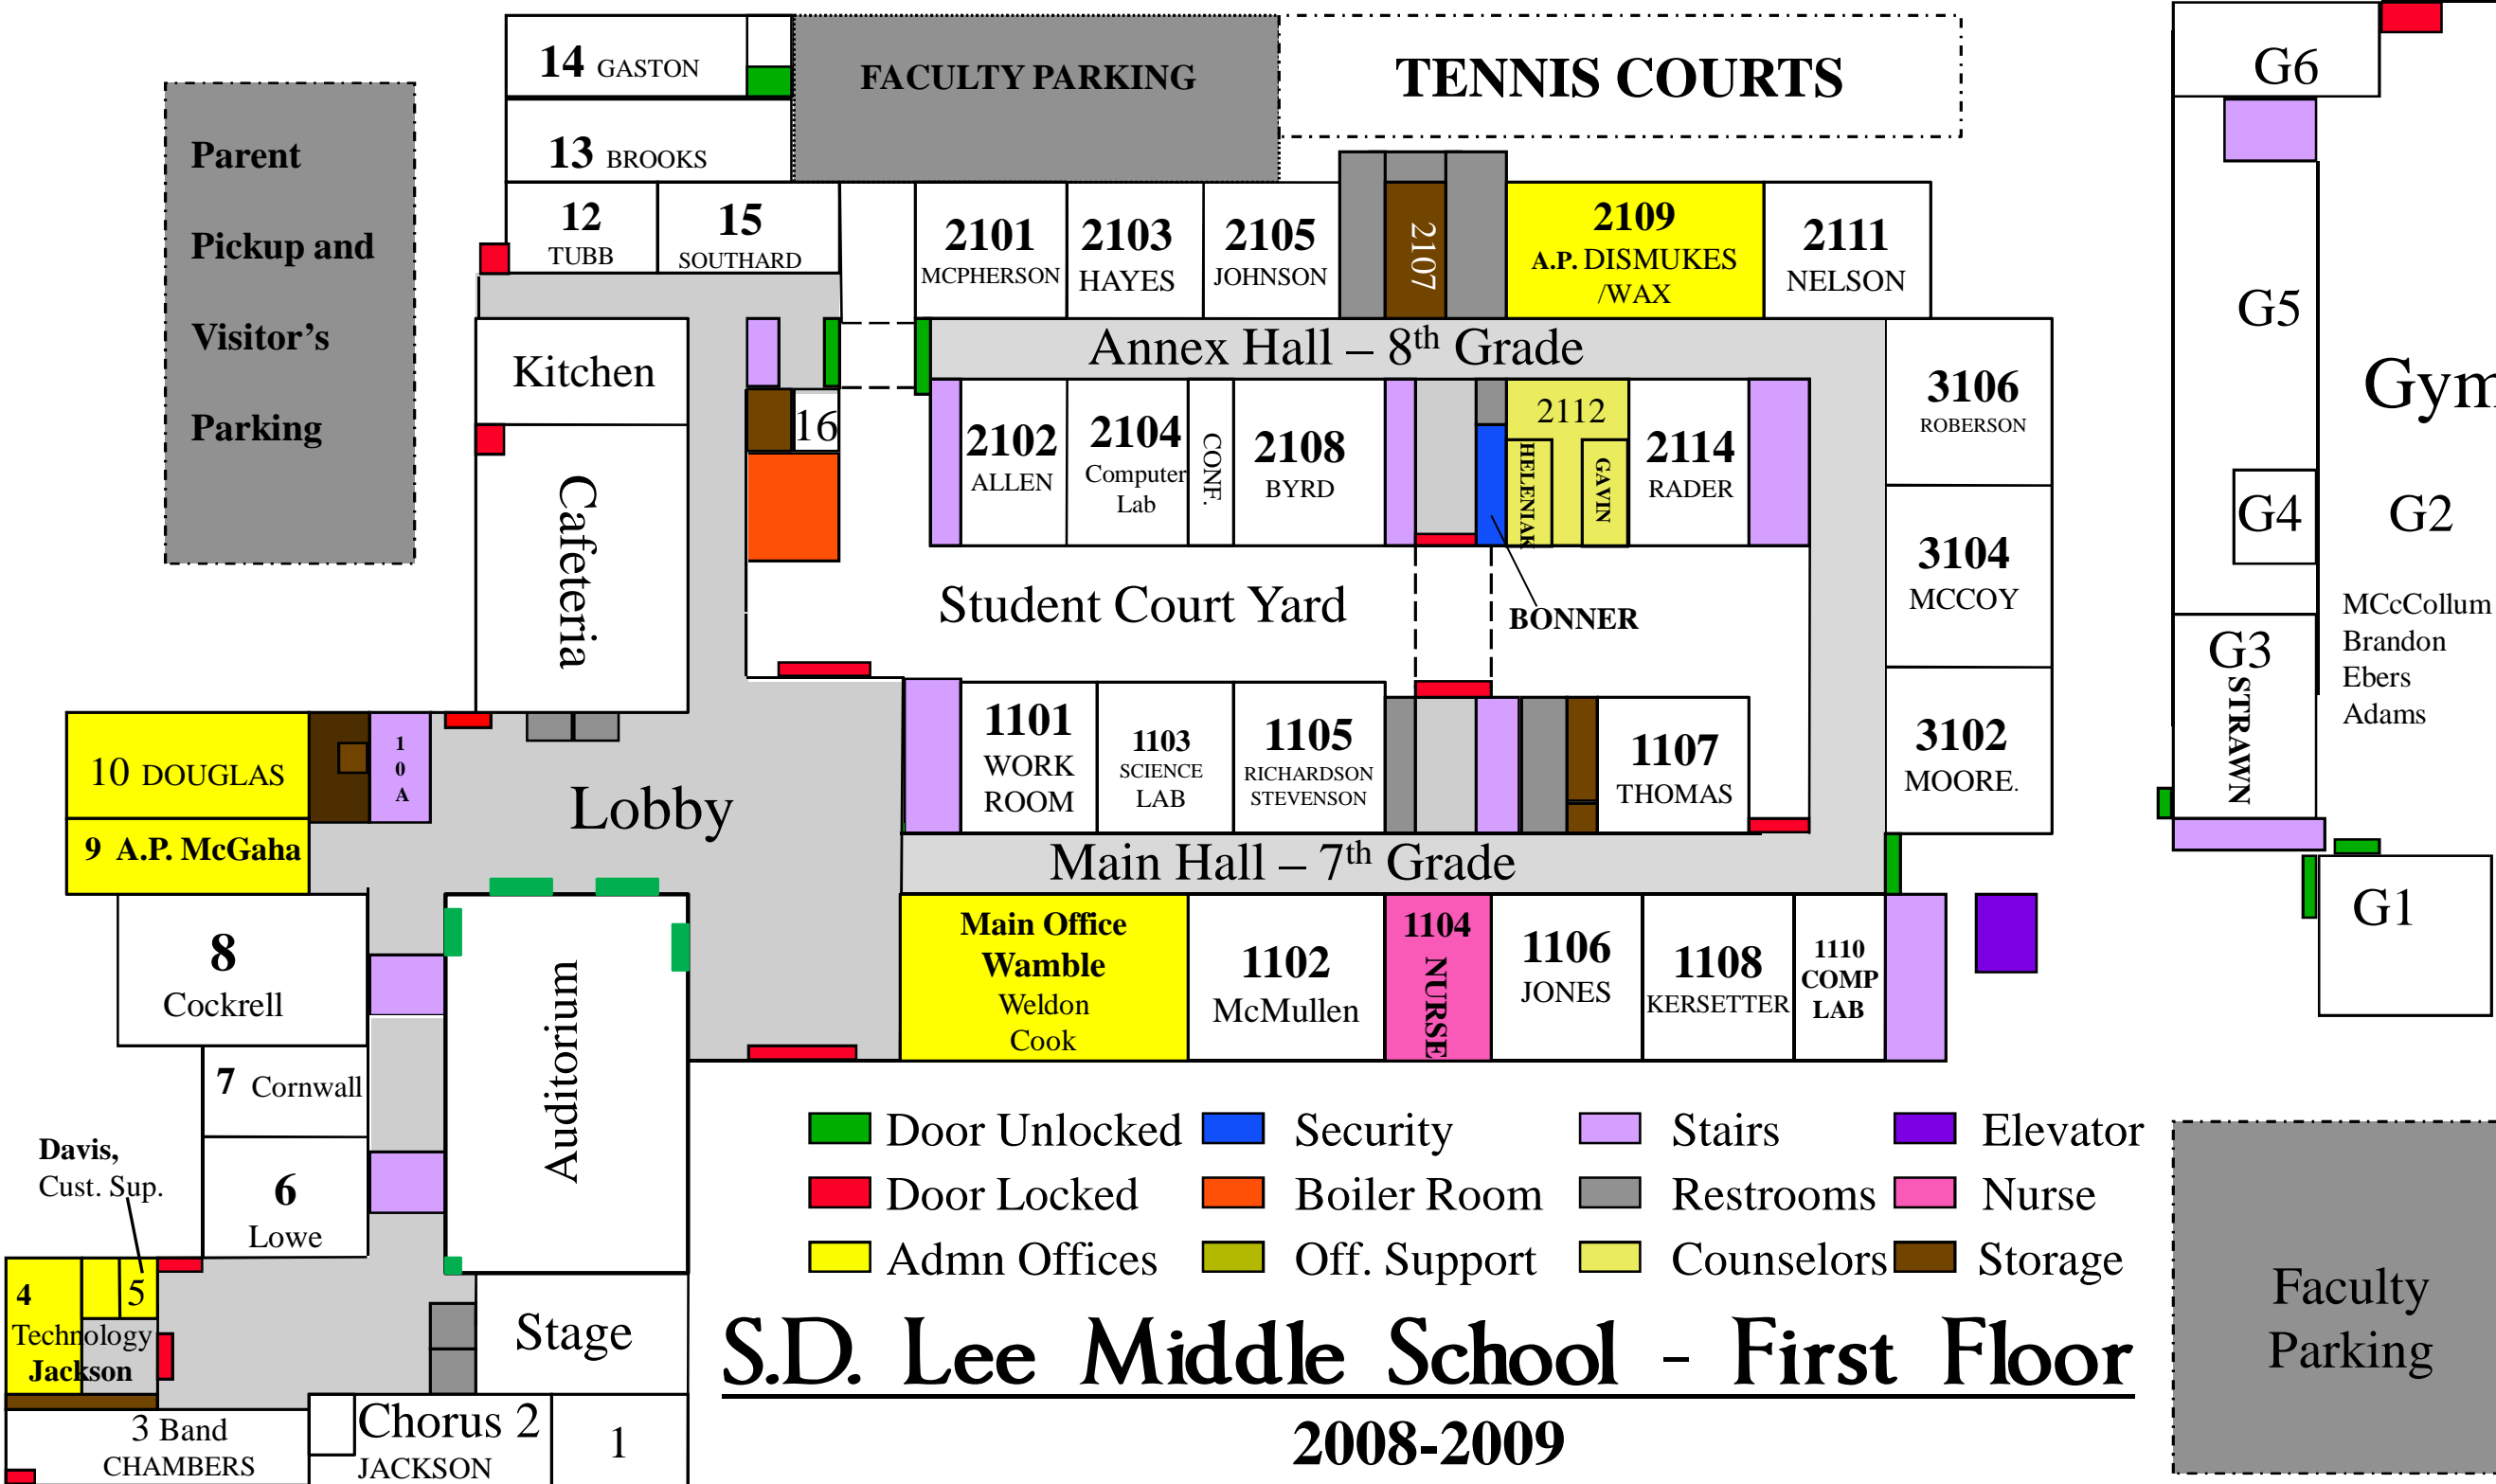 14 GASTON
FACULTY PARKING
TENNIS COURTS
G6
Parent
Pickup and
Visitor's
Parking
13 BROOKS
12
TUBB
15
SOUTHARD
2101
MCPHERSON
2103
HAYES
2105
JOHNSON
2107
2109
A.P. DISMUKES
/WAX
2111
NELSON
G5
Annex Hall – 8th Grade
Kitchen
16
2102
ALLEN
2104
Computer
Lab
CONF.
2108
BYRD
2112
HELENIAK
GAVIN
2114
RADER
3106
ROBERSON
Gym
G4
G2
Cafeteria
3104
MCCOY
Student Court Yard
BONNER
MCcCollum
Brandon
Ebers
Adams
G3
STRAWN
10 DOUGLAS
1
0
A
Lobby
1101
WORK
ROOM
1103
SCIENCE
LAB
1105
RICHARDSON
STEVENSON
1107
THOMAS
3102
MOORE.
9 A.P. McGaha
Main Hall – 7th Grade
G1
8
Cockrell
Auditorium
Main Office
Wamble
Weldon
Cook
1102
McMullen
1104
NURSE
1106
JONES
1108
KERSETTER
1110
COMP
LAB
7 Cornwall
Davis,
Cust. Sup.
6
Lowe
Door Unlocked
Security
Stairs
Elevator
Door Locked
Boiler Room
Restrooms
Nurse
Admn Offices
Off. Support
Counselors
Storage
4
5
Technology
Jackson
Stage
S.D. Lee Middle School - First Floor
2008-2009
Faculty
Parking
3 Band
CHAMBERS
Chorus 2
JACKSON
1